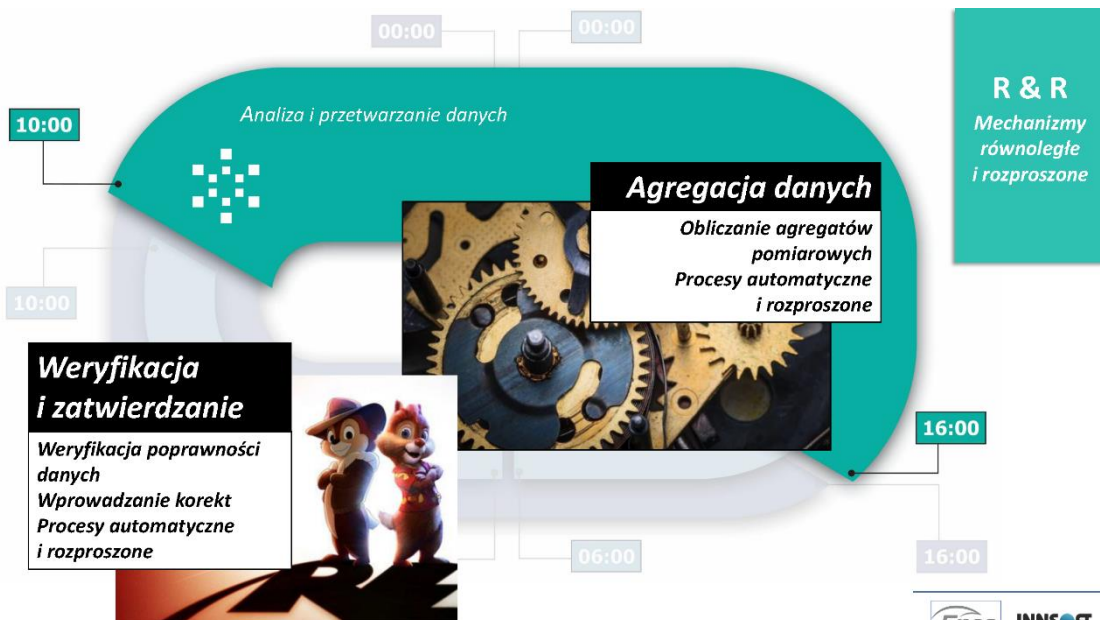 00:00
00:00
R & R
Mechanizmy
równoległe
i rozproszone
Analiza i przetwarzanie danych
10:00
Agregacja danych
Obliczanie agregatów
pomiarowych
Procesy automatyczne
i rozproszone
10:00
Weryfikacja
i zatwierdzanie
Weryfikacja poprawności
danych
Wprowadzanie korekt
Procesy automatyczne
i rozproszone
16:00
06:00
16:00
INNSOFT